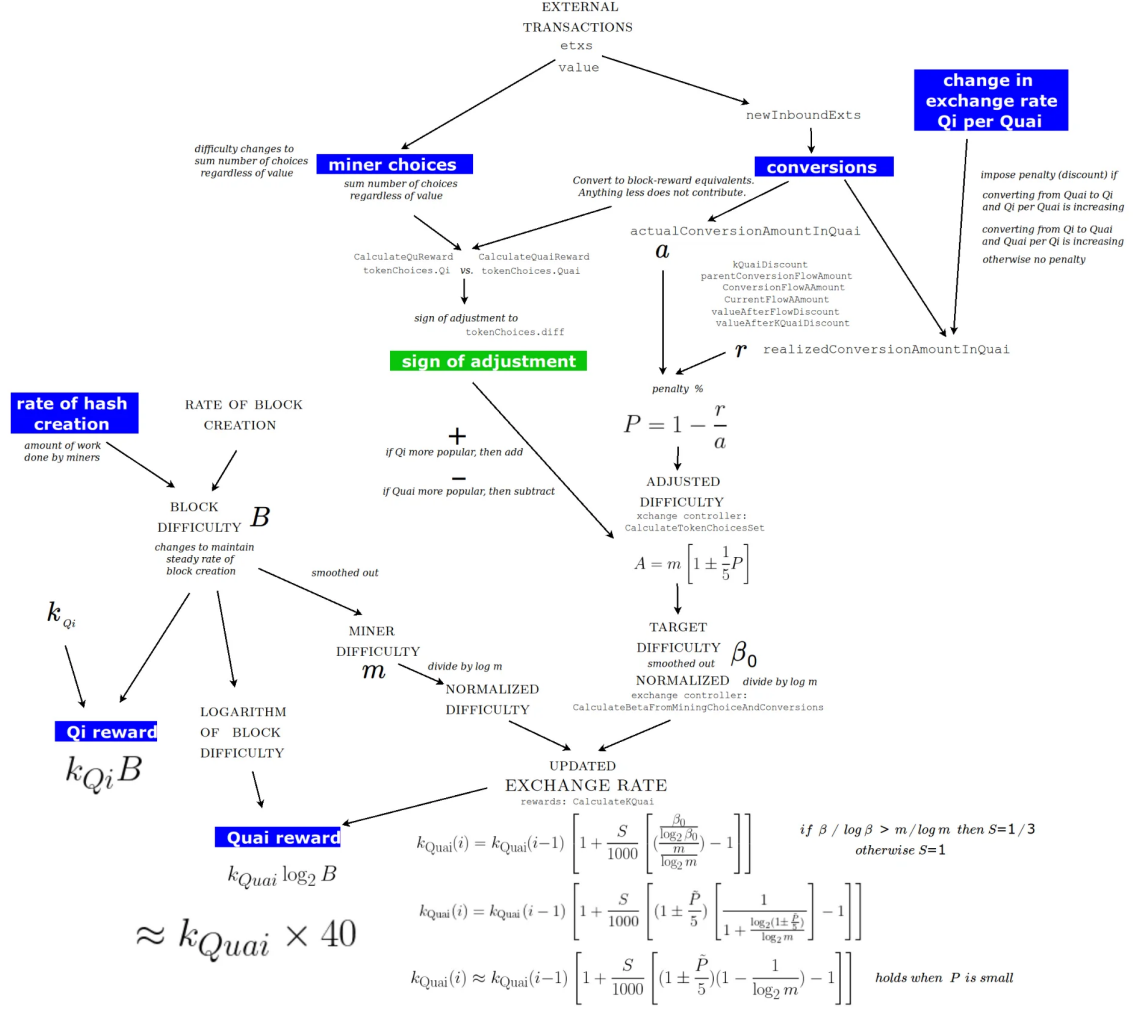 EXTERNAL
TRANSACTIONS
etxs
value
change in
exchange rate
Qi per Quai
newInboundExts
difficulty changes to
sum number of choices
regardless of value
miner choices
sum number of choices
regardless of value
conversions
Convert to block-reward equivalents.
Anything less does not contribute.
impose penalty (discount) if
converting from Quai to Qi
and Qi per Quai is increasing
converting from Qi to Quai
and Quai per Qi is increasing
otherwise no penalty
actualConversionAmountInQuai
a
CalculateQuReward
tokenChoices.Qi
vs.
CalculateQuaiReward
tokenChoices.Quai
kQuaiDiscount
parentConversionFlowAmount
ConversionFlowAAmount
CurrentFlowAAmount
valueAfterFlowDiscount
valueAfterKQuaiDiscount
sign of adjustment to
tokenChoices.diff
sign of adjustment
r realizedConversionAmountInQuai
penalty %
P = 1 - r/a
rate of hash
creation
amount of work
done by miners
RATE OF BLOCK
CREATION
+
if Qi more popular, then add
−
if Quai more popular, then subtract
ADJUSTED
DIFFICULTY
xchange controller:
CalculateTokenChoicesSet
A = m [1 ± 1/5 P]
BLOCK
DIFFICULTY B
changes to maintain
steady rate of
block creation
smoothed out
k_Qi
MINER
DIFFICULTY
m
divide by log m
NORMALIZED
DIFFICULTY
TARGET
DIFFICULTY β₀
smoothed out
NORMALIZED divide by log m
exchange controller:
CalculateBetaFromMiningChoiceAndConversions
Qi reward
k_Qi B
LOGARITHM
OF BLOCK
DIFFICULTY
UPDATED
EXCHANGE RATE
rewards: CalculateKQuai
Quai reward
k_Quai log₂ B
≈ k_Quai × 40
k_Quai(i) = k_Quai(i−1) [1 + S/1000 [((β₀/log₂ β₀)/(m/log₂ m)) − 1]]
if β / log β > m/log m then S=1/3
otherwise S=1
k_Quai(i) = k_Quai(i − 1) [1 + S/1000 [(1 ± P̃/5) [1/(1 + log₂(1±P̃/5)/log₂ m)] − 1]]
k_Quai(i) ≈ k_Quai(i−1) [1 + S/1000 [(1 ± P̃/5)(1 − 1/log₂ m) − 1]]
holds when P is small